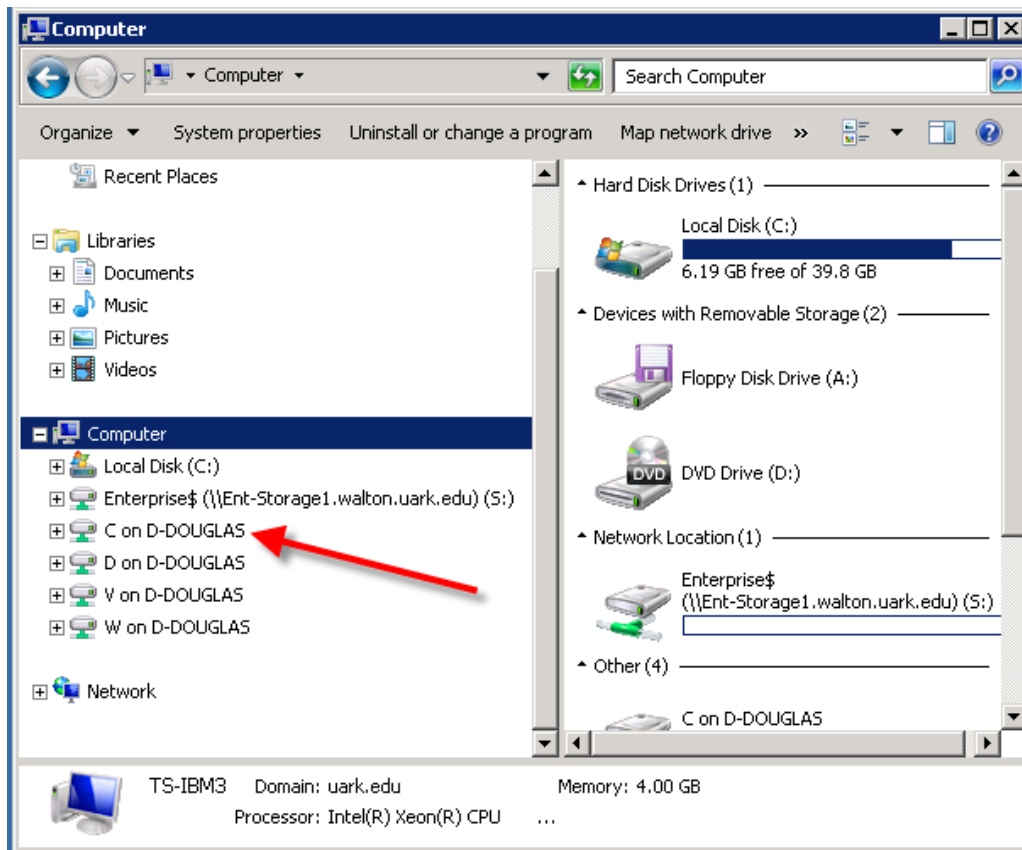 Computer
Computer
Search Computer
Organize
System properties
Uninstall or change a program
Map network drive
»
Recent Places
Libraries
Documents
Music
Pictures
Videos
Computer
Local Disk (C:)
Enterprise$ (\\Ent-Storage1.walton.uark.edu) (S:)
C on D-DOUGLAS
D on D-DOUGLAS
V on D-DOUGLAS
W on D-DOUGLAS
Network
Hard Disk Drives (1)
Local Disk (C:)
6.19 GB free of 39.8 GB
Devices with Removable Storage (2)
Floppy Disk Drive (A:)
DVD
DVD Drive (D:)
Network Location (1)
Enterprise$
(\\Ent-Storage1.walton.uark.edu) (S:)
Other (4)
C on D-DOUGLAS
TS-IBM3 Domain: uark.edu Memory: 4.00 GB
Processor: Intel(R) Xeon(R) CPU ...